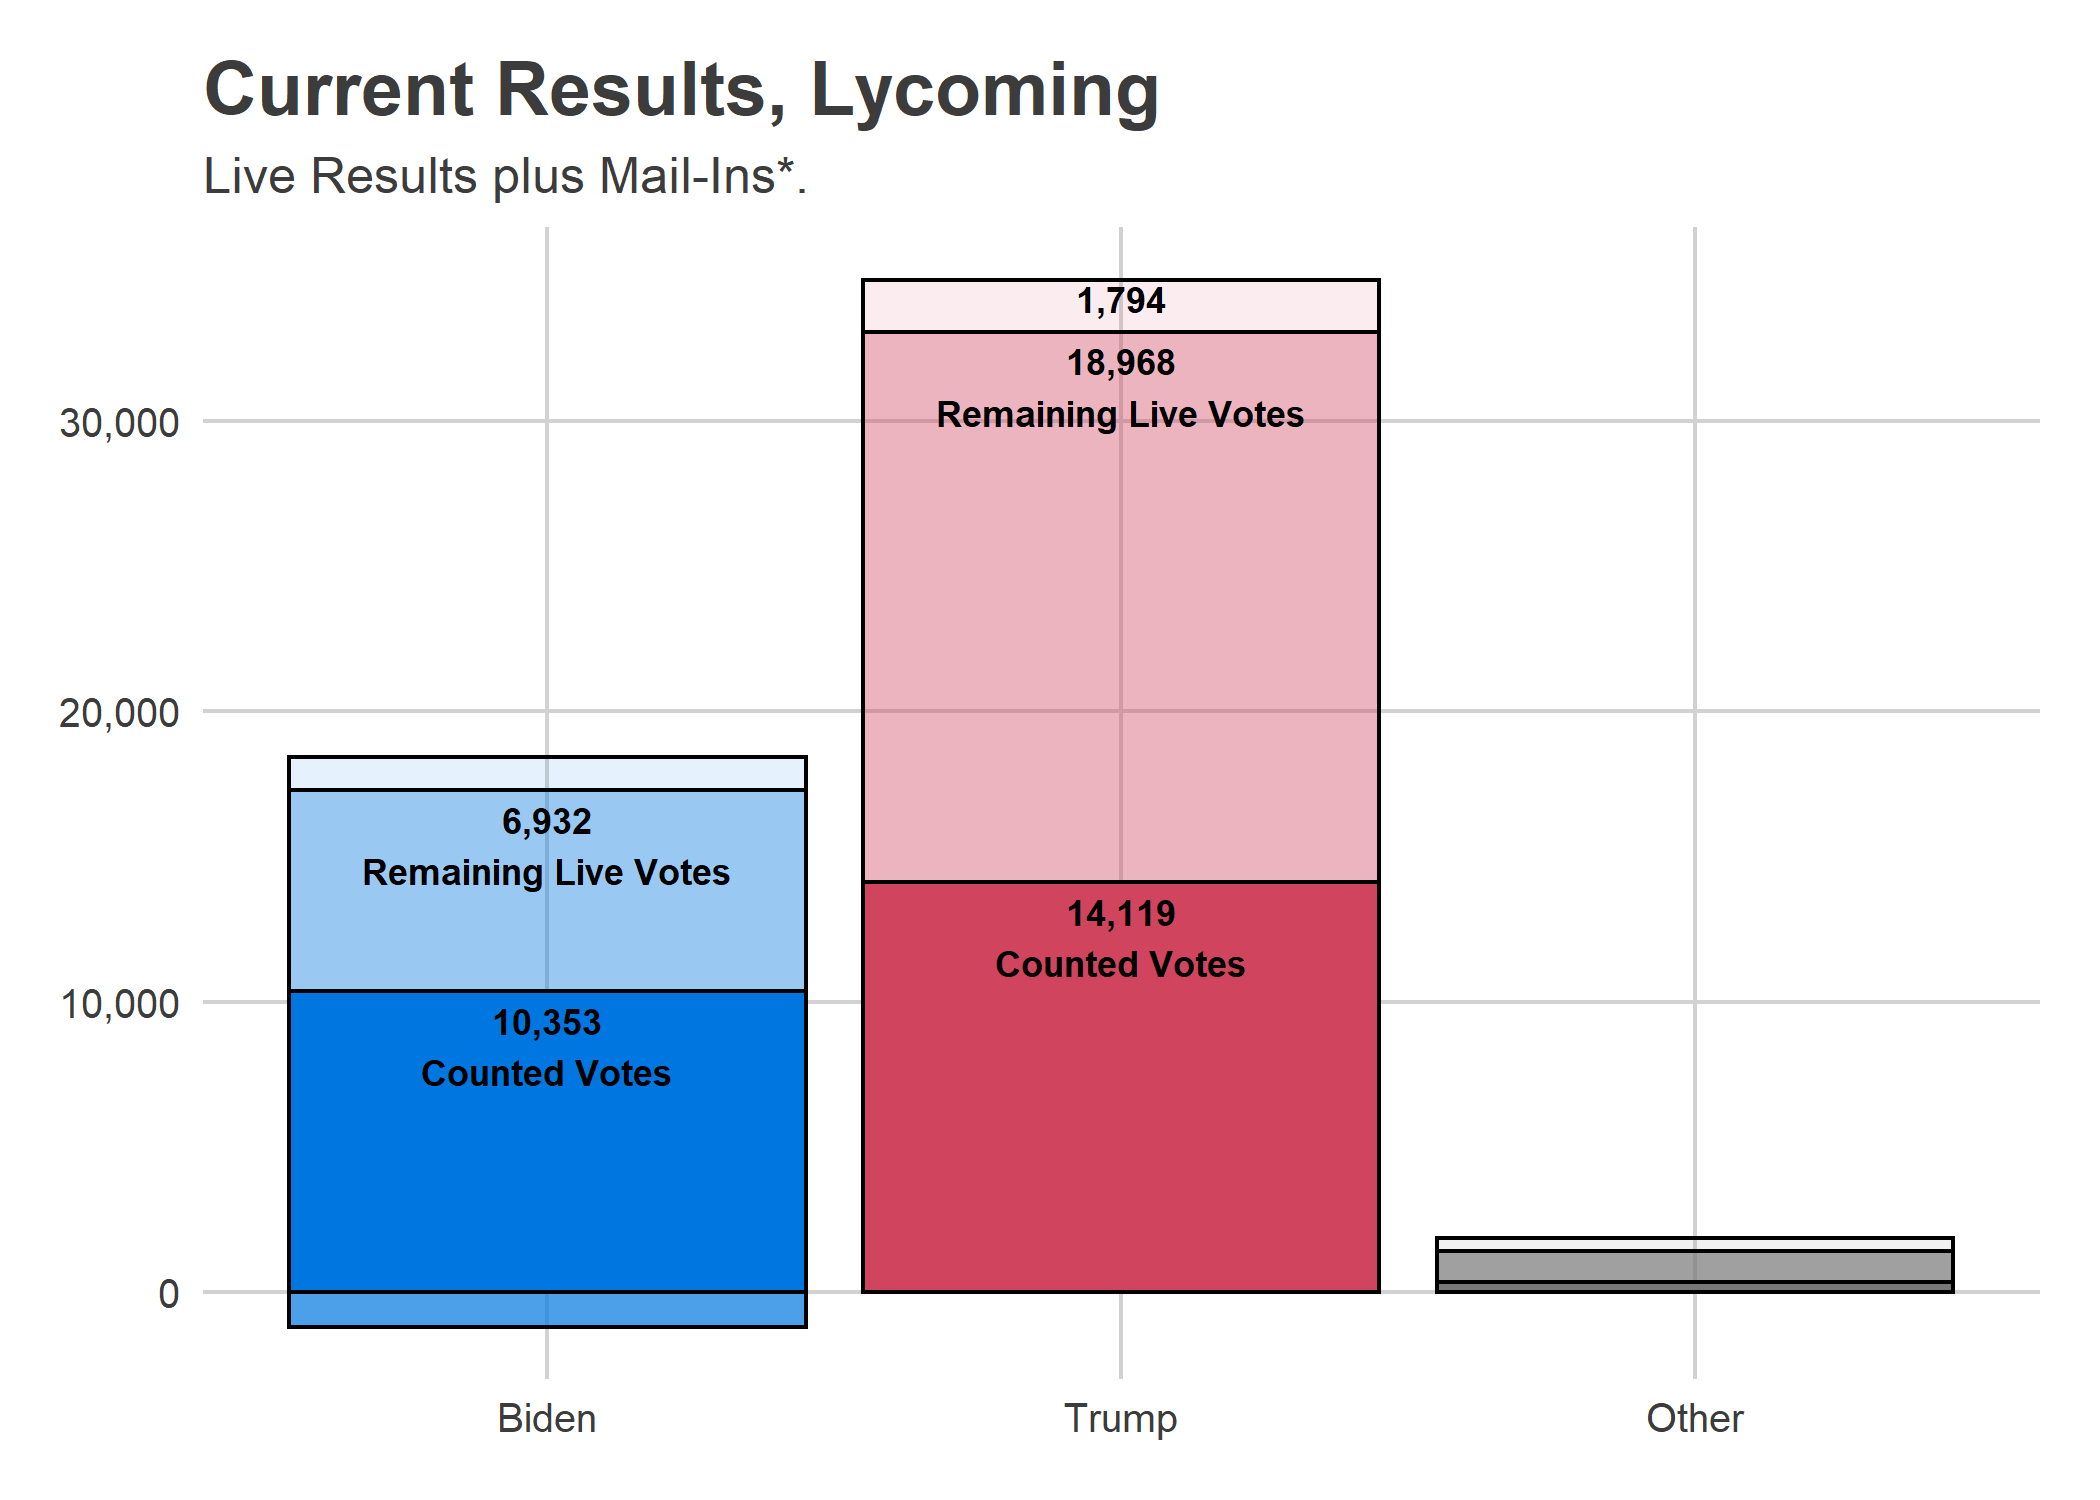 Current Results, Lycoming
Live Results plus Mail-Ins*.
30,000
20,000
10,000
0
6,932
Remaining Live Votes
10,353
Counted Votes
1,794
18,968
Remaining Live Votes
14,119
Counted Votes
Biden
Trump
Other